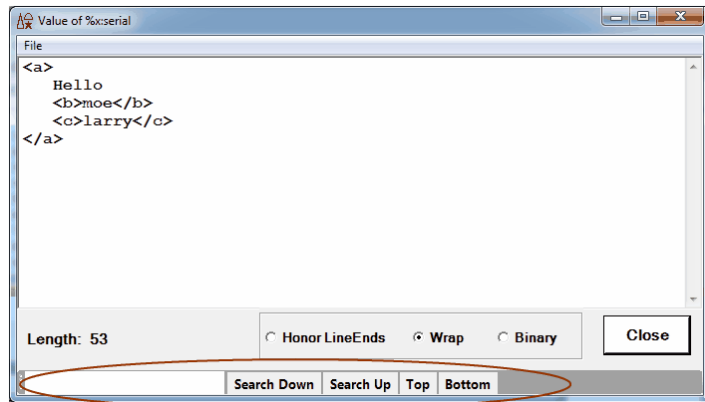 Value of %x:serial
File
<a>
   Hello
   <b>moe</b>
   <c>larry</c>
</a>
Length: 53
Honor LineEnds Wrap Binary
Close
Search Down Search Up Top Bottom